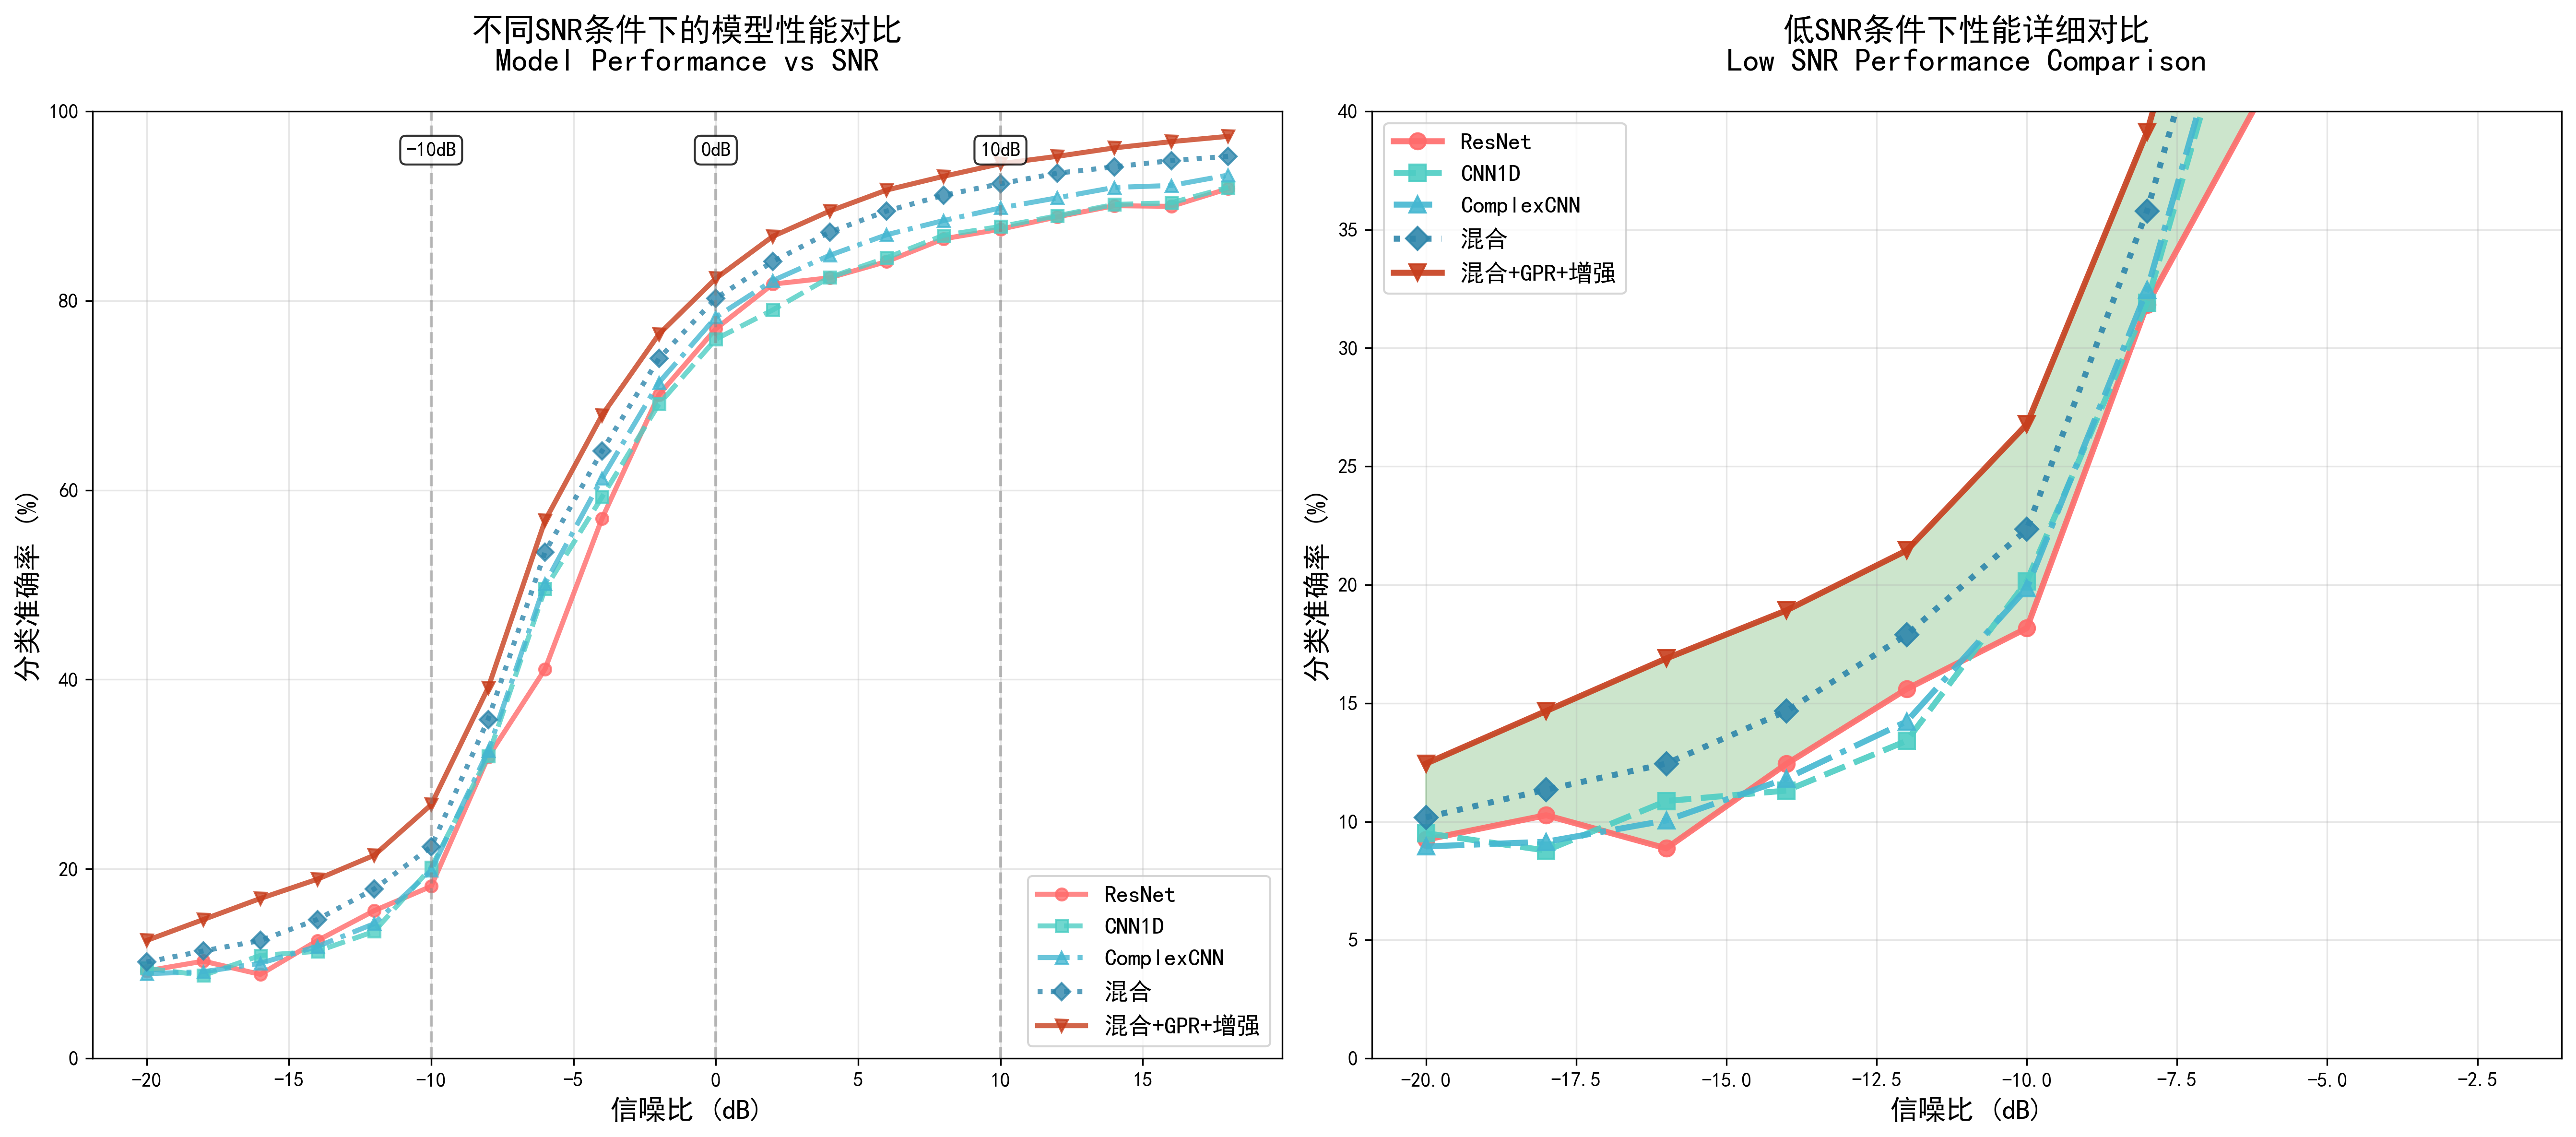 不同SNR条件下的模型性能对比
Model Performance vs SNR
分类准确率 (%)
100
80
60
40
20
0
-10dB
0dB
10dB
ResNet
CNN1D
ComplexCNN
混合
混合+GPR+增强
-20
-15
-10
-5
0
5
10
15
信噪比 (dB)
低SNR条件下性能详细对比
Low SNR Performance Comparison
分类准确率 (%)
40
35
30
25
20
15
10
5
0
ResNet
CNN1D
ComplexCNN
混合
混合+GPR+增强
-20.0
-17.5
-15.0
-12.5
-10.0
-7.5
-5.0
-2.5
信噪比 (dB)